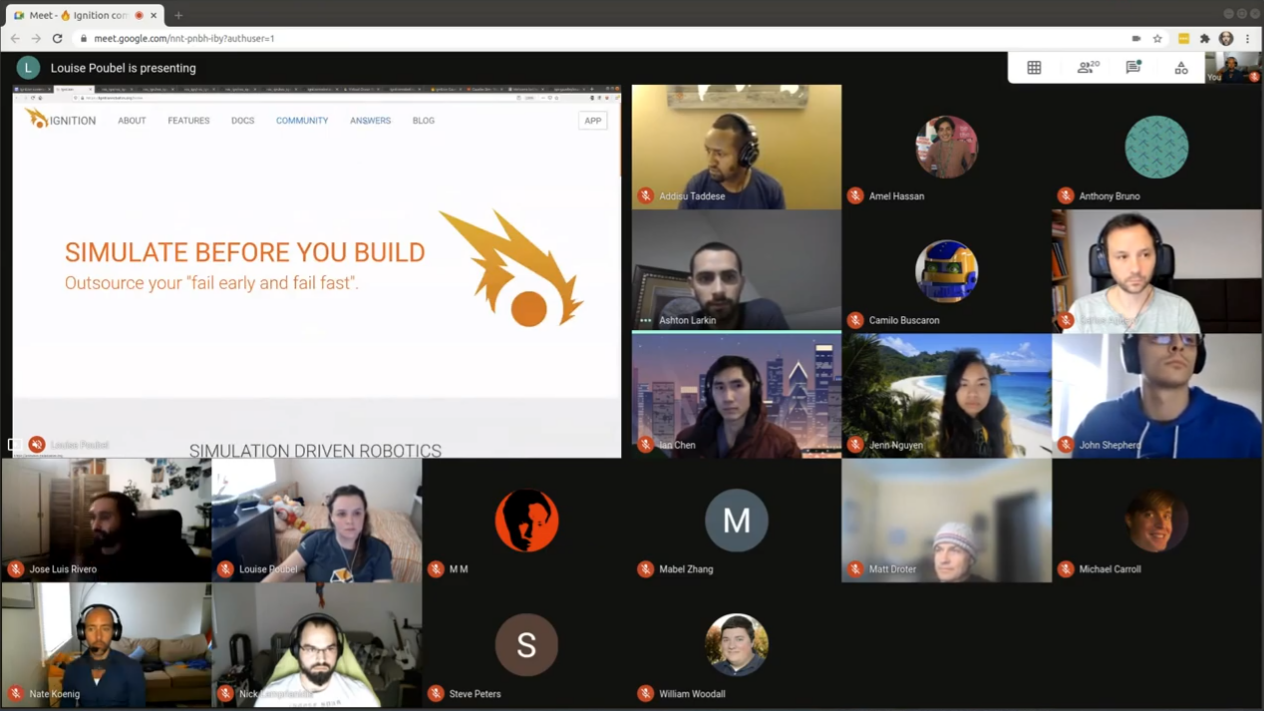 Meet - 🔥 Ignition com
meet.google.com/nnt-pnbh-iby?authuser=1
L
Louise Poubel is presenting
20
You
IGNITION
ABOUT
FEATURES
DOCS
COMMUNITY
ANSWERS
BLOG
APP
SIMULATE BEFORE YOU BUILD
Outsource your "fail early and fail fast".
SIMULATION DRIVEN ROBOTICS
Louise Poubel
Addisu Taddese
Amel Hassan
Anthony Bruno
Ashton Larkin
Camilo Buscaron
Ian Chen
Jenn Nguyen
John Shepherd
Jose Luis Rivero
Louise Poubel
M M
M
Mabel Zhang
Matt Droter
Michael Carroll
Nate Koenig
Nick Lamprianidis
S
Steve Peters
William Woodall